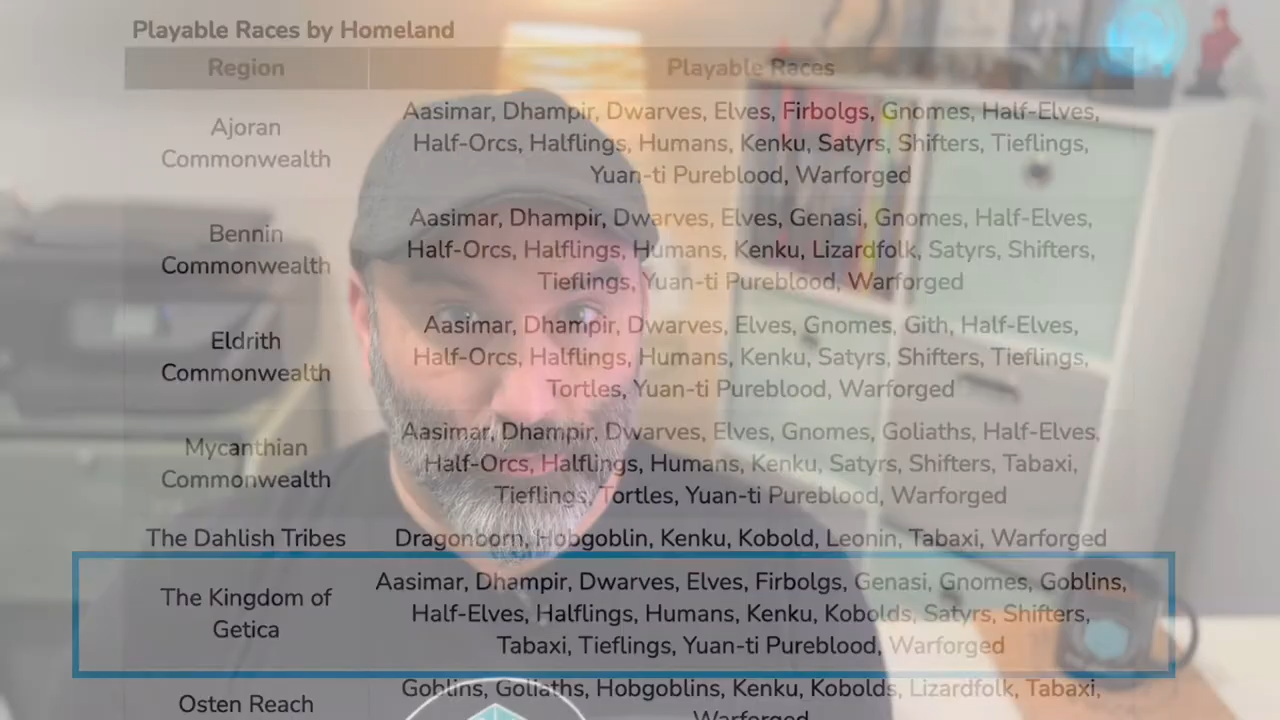 Playable Races by Homeland
Region Playable Races
Ajoran
Commonwealth
Aasimar, Dhampir, Dwarves, Elves, Firbolgs, Gnomes, Half-Elves,
Half-Orcs, Halflings, Humans, Kenku, Satyrs, Shifters, Tieflings,
Yuan-ti Pureblood, Warforged
Bennin
Commonwealth
Aasimar, Dhampir, Dwarves, Elves, Genasi, Gnomes, Half-Elves,
Half-Orcs, Halflings, Humans, Kenku, Lizardfolk, Satyrs, Shifters,
Tieflings, Yuan-ti Pureblood, Warforged
Eldrith
Commonwealth
Aasimar, Dhampir, Dwarves, Elves, Gnomes, Gith, Half-Elves,
Half-Orcs, Halflings, Humans, Kenku, Satyrs, Shifters, Tieflings,
Tortles, Yuan-ti Pureblood, Warforged
Mycanthian
Commonwealth
Aasimar, Dhampir, Dwarves, Elves, Gnomes, Goliaths, Half-Elves,
Half-Orcs, Halflings, Humans, Kenku, Satyrs, Shifters, Tabaxi,
Tieflings, Tortles, Yuan-ti Pureblood, Warforged
The Dahlish Tribes Dragonborn, Hobgoblin, Kenku, Kobold, Leonin, Tabaxi, Warforged
The Kingdom of
Getica
Aasimar, Dhampir, Dwarves, Elves, Firbolgs, Genasi, Gnomes, Goblins,
Half-Elves, Halflings, Humans, Kenku, Kobolds, Satyrs, Shifters,
Tabaxi, Tieflings, Yuan-ti Pureblood, Warforged
Osten Reach
Goblins, Goliaths, Hobgoblins, Kenku, Kobolds, Lizardfolk, Tabaxi,
Warforged